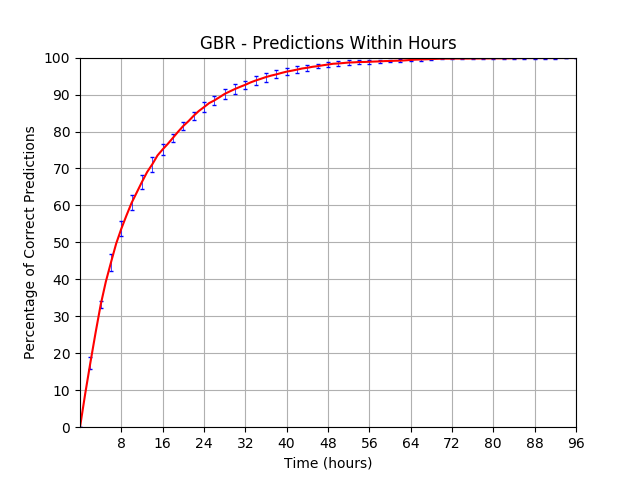 GBR - Predictions Within Hours
Percentage of Correct Predictions
100
90
80
70
60
50
40
30
20
10
0
8 16 24 32 40 48 56 64 72 80 88 96
Time (hours)